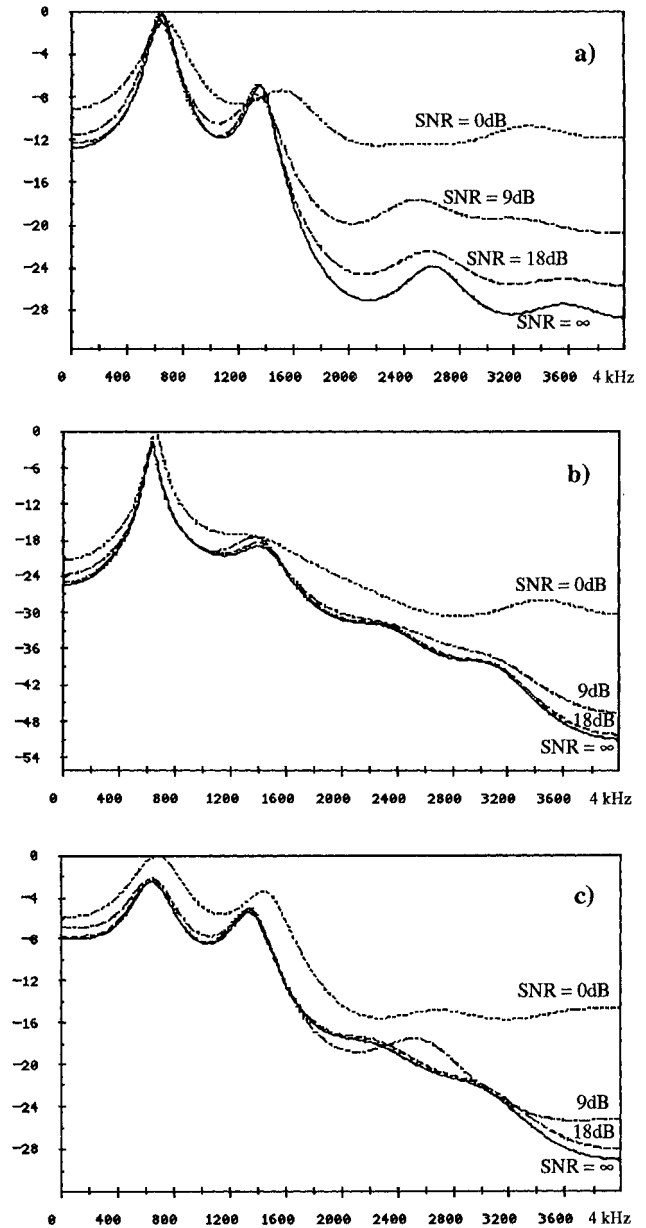 0
-4
a)
-8
SNR = 0dB
-12
-16
SNR = 9dB
-20
-24
SNR = 18dB
-28
SNR = ∞
0 400 800 1200 1600 2000 2400 2800 3200 3600 4 kHz
0
-6
b)
-12
-18
-24
SNR = 0dB
-30
-36
-42
9dB
-48
18dB
SNR = ∞
-54
0 400 800 1200 1600 2000 2400 2800 3200 3600 4 kHz
0
c)
-4
-8
-12
SNR = 0dB
-16
-20
-24
9dB
18dB
-28
SNR = ∞
0 400 800 1200 1600 2000 2400 2800 3200 3600 4 kHz